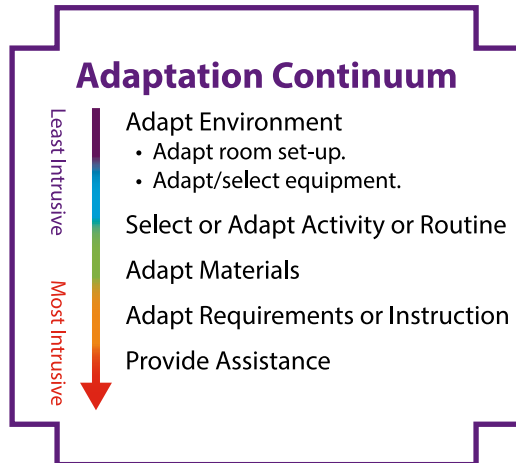 Adaptation Continuum
Least Intrusive
Most Intrusive
Adapt Environment
• Adapt room set-up.
• Adapt/select equipment.
Select or Adapt Activity or Routine
Adapt Materials
Adapt Requirements or Instruction
Provide Assistance